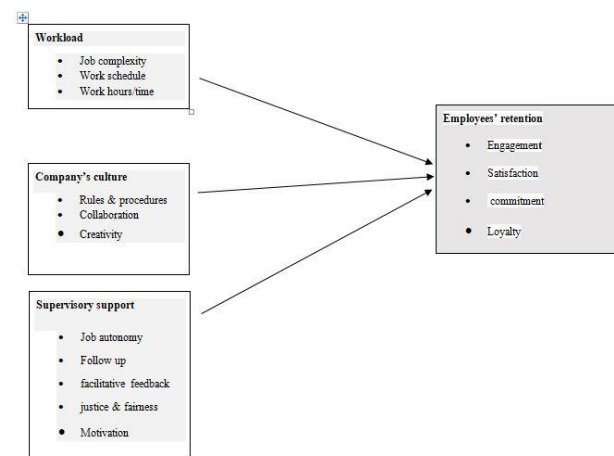 Workload
• Job complexity
• Work schedule
• Work hours/time
Company's culture
• Rules & procedures
• Collaboration
• Creativity
Supervisory support
• Job autonomy
• Follow up
• facilitative feedback
• justice & fairness
• Motivation
Employees' retention
• Engagement
• Satisfaction
• commitment
• Loyalty